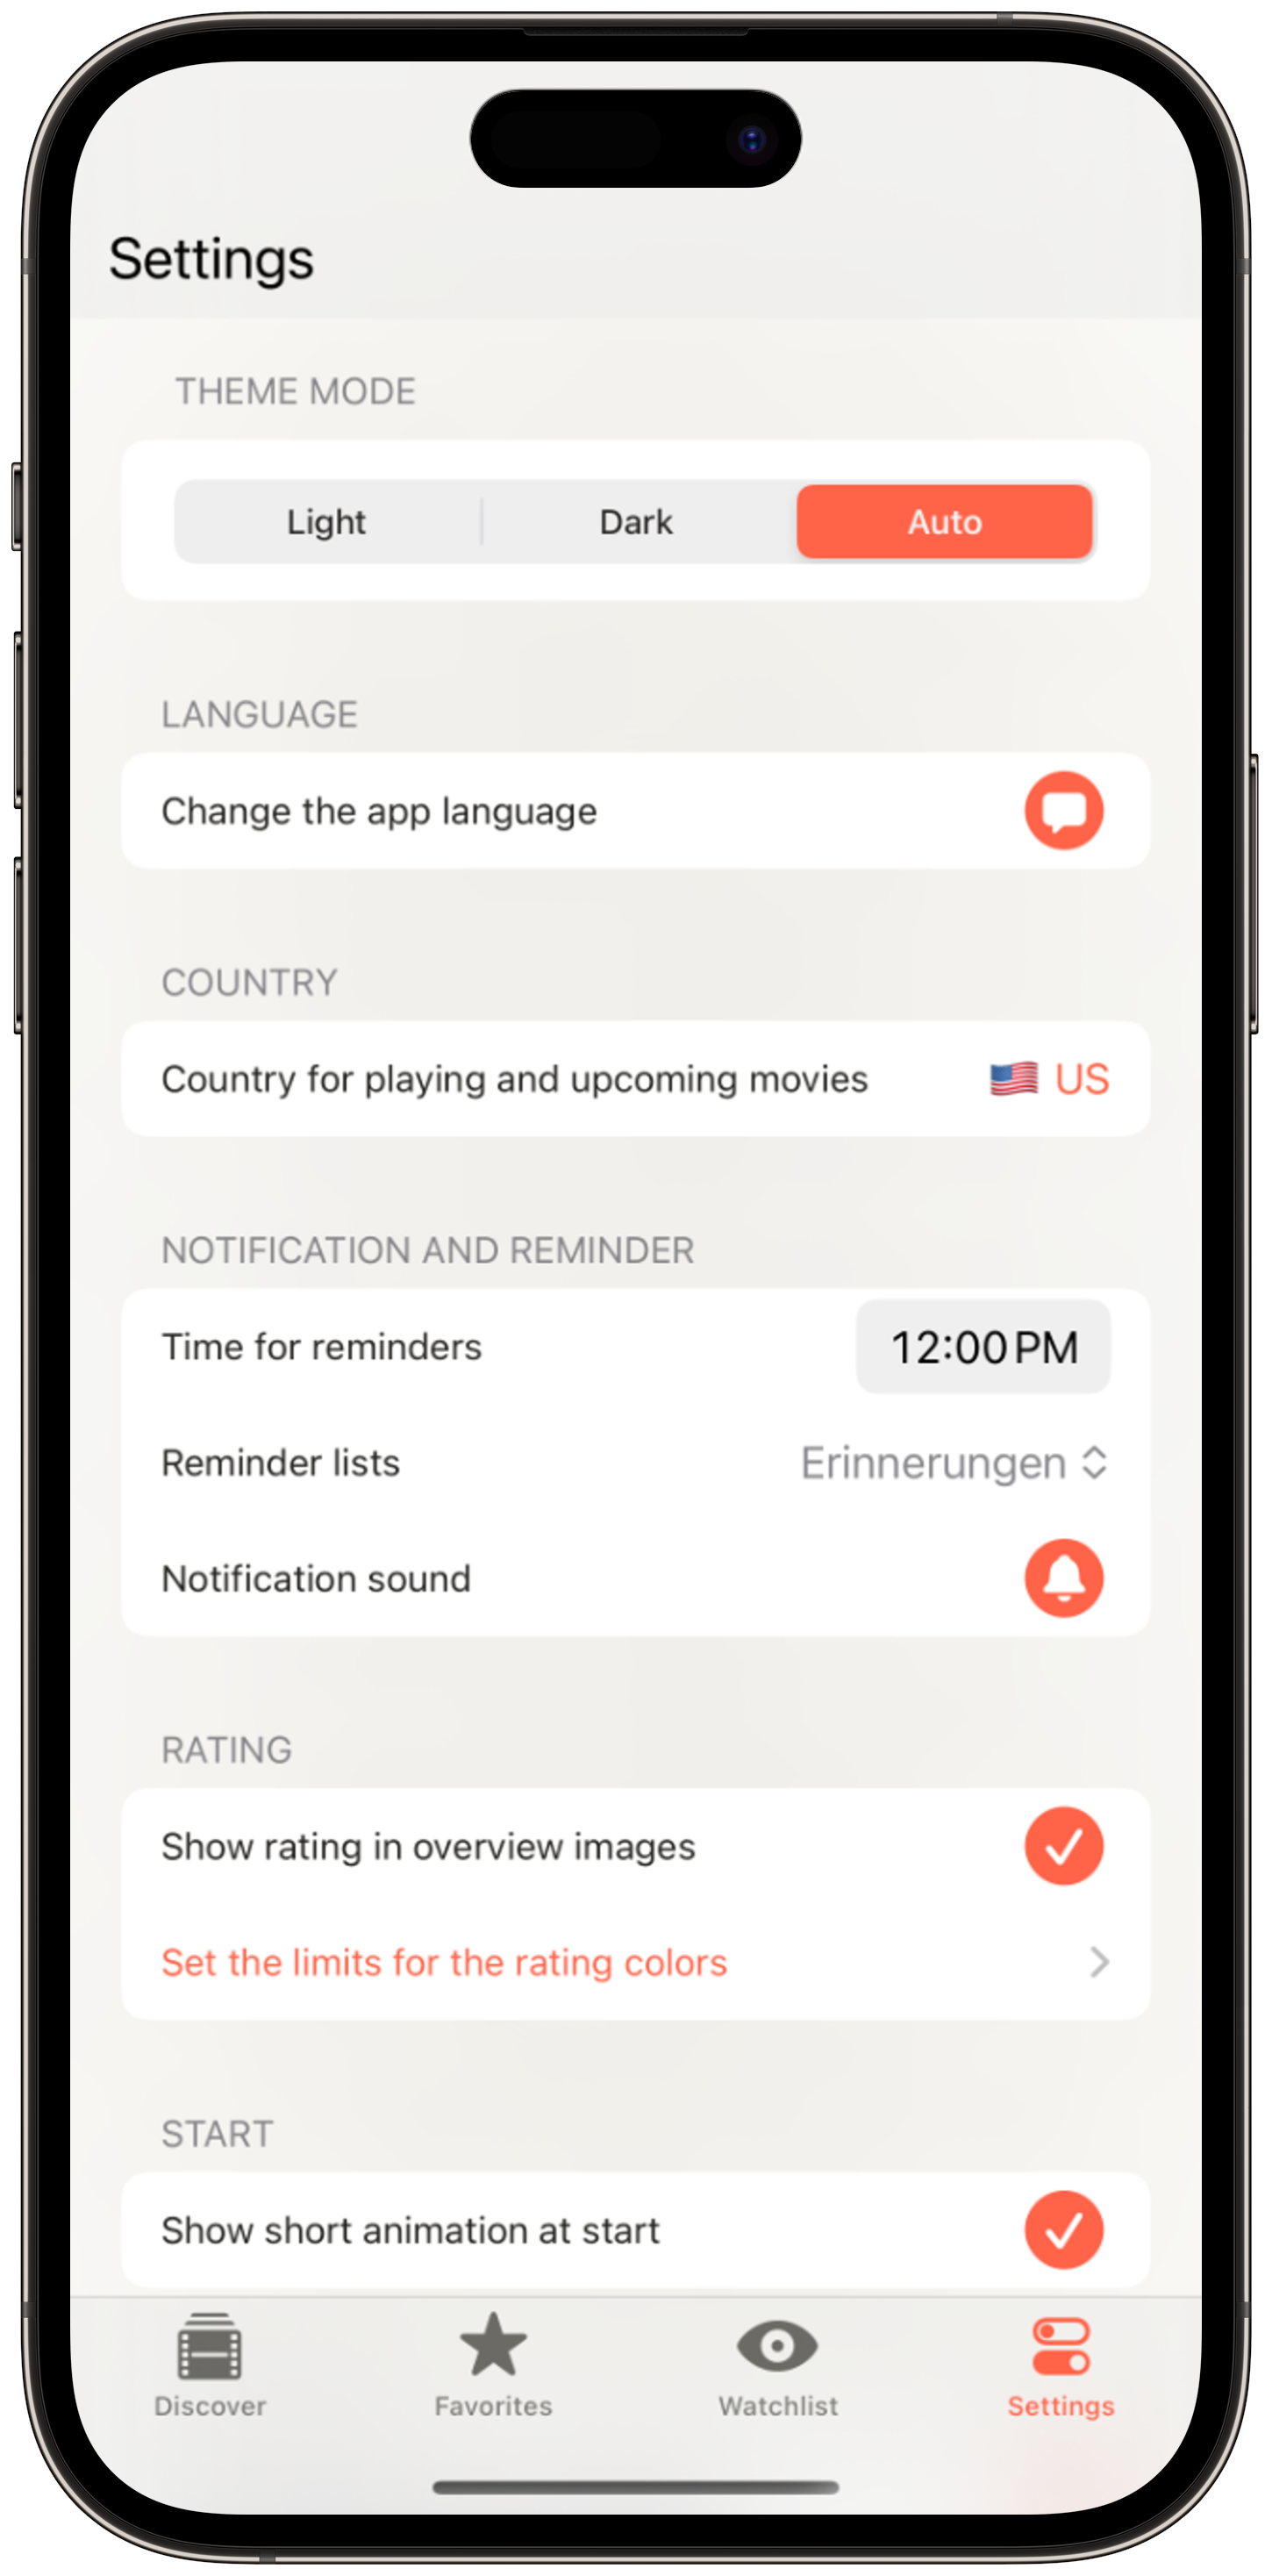 Settings
THEME MODE
Light Dark Auto
LANGUAGE
Change the app language
COUNTRY
Country for playing and upcoming movies 🇺🇸 US
NOTIFICATION AND REMINDER
Time for reminders 12:00 PM
Reminder lists Erinnerungen
Notification sound
RATING
Show rating in overview images
Set the limits for the rating colors
START
Show short animation at start
Discover Favorites Watchlist Settings